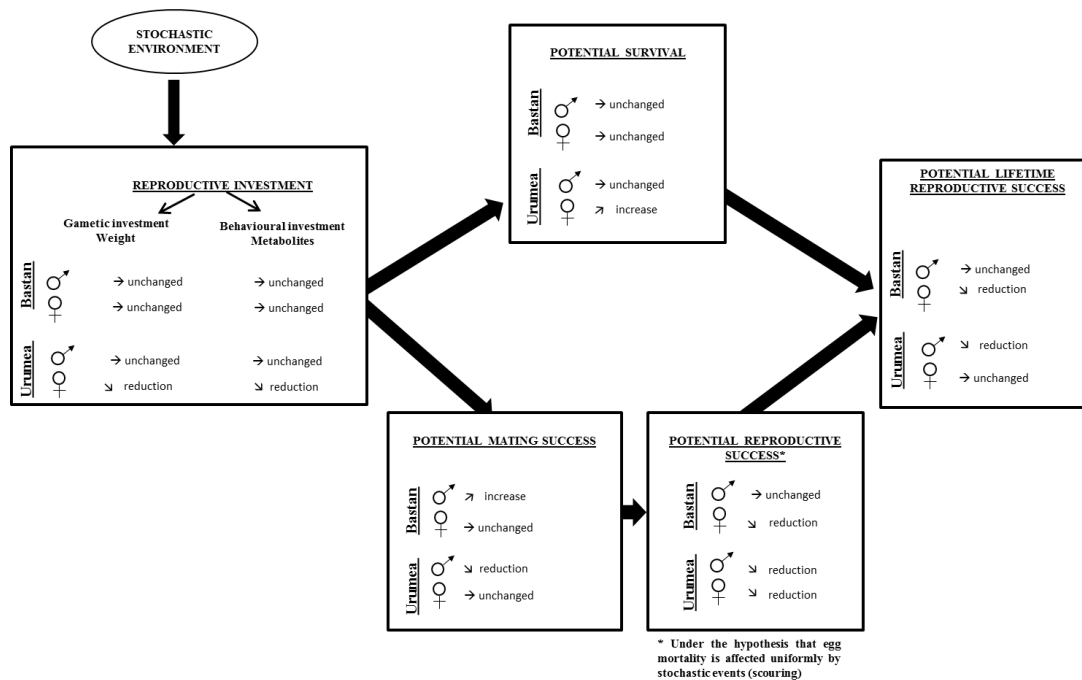 STOCHASTIC
ENVIRONMENT
REPRODUCTIVE INVESTMENT
Gametic investment
Weight
Behavioural investment
Metabolites
Bastan
♂ → unchanged → unchanged
♀ → unchanged → unchanged
Urumea
♂ → unchanged → unchanged
♀ ↘ reduction ↘ reduction
POTENTIAL SURVIVAL
Bastan
♂ → unchanged
♀ → unchanged
Urumea
♂ → unchanged
♀ ↗ increase
POTENTIAL MATING SUCCESS
Bastan
♂ ↗ increase
♀ → unchanged
Urumea
♂ ↘ reduction
♀ → unchanged
POTENTIAL REPRODUCTIVE
SUCCESS*
Bastan
♂ → unchanged
♀ ↘ reduction
Urumea
♂ ↘ reduction
♀ ↘ reduction
* Under the hypothesis that egg
mortality is affected uniformly by
stochastic events (scouring)
POTENTIAL LIFETIME
REPRODUCTIVE SUCCESS
Bastan
♂ → unchanged
♀ ↘ reduction
Urumea
♂ ↘ reduction
♀ → unchanged